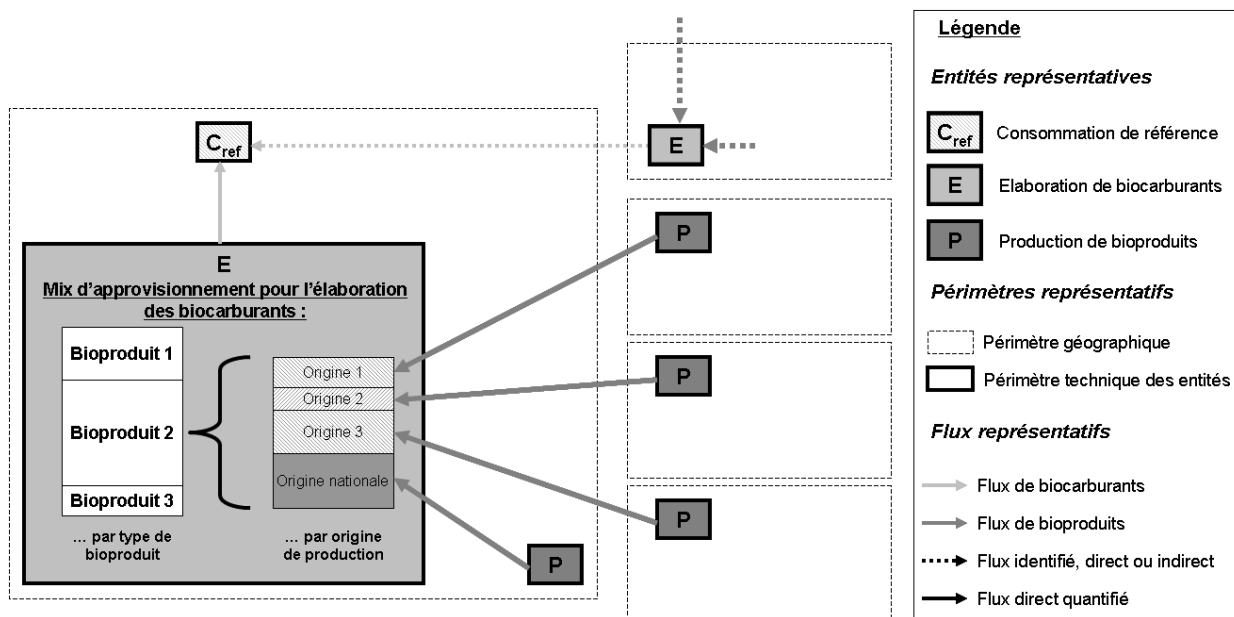 C_ref
E
Mix d'approvisionnement pour l'élaboration
des biocarburants :
Bioproduit 1
Bioproduit 2
Bioproduit 3
... par type de
bioproduit
Origine 1
Origine 2
Origine 3
Origine nationale
... par origine
de production
P
E
P
P
P
Légende
Entités représentatives
C_ref Consommation de référence
E Elaboration de biocarburants
P Production de bioproduits
Périmètres représentatifs
Périmètre géographique
Périmètre technique des entités
Flux représentatifs
Flux de biocarburants
Flux de bioproduits
Flux identifié, direct ou indirect
Flux direct quantifié